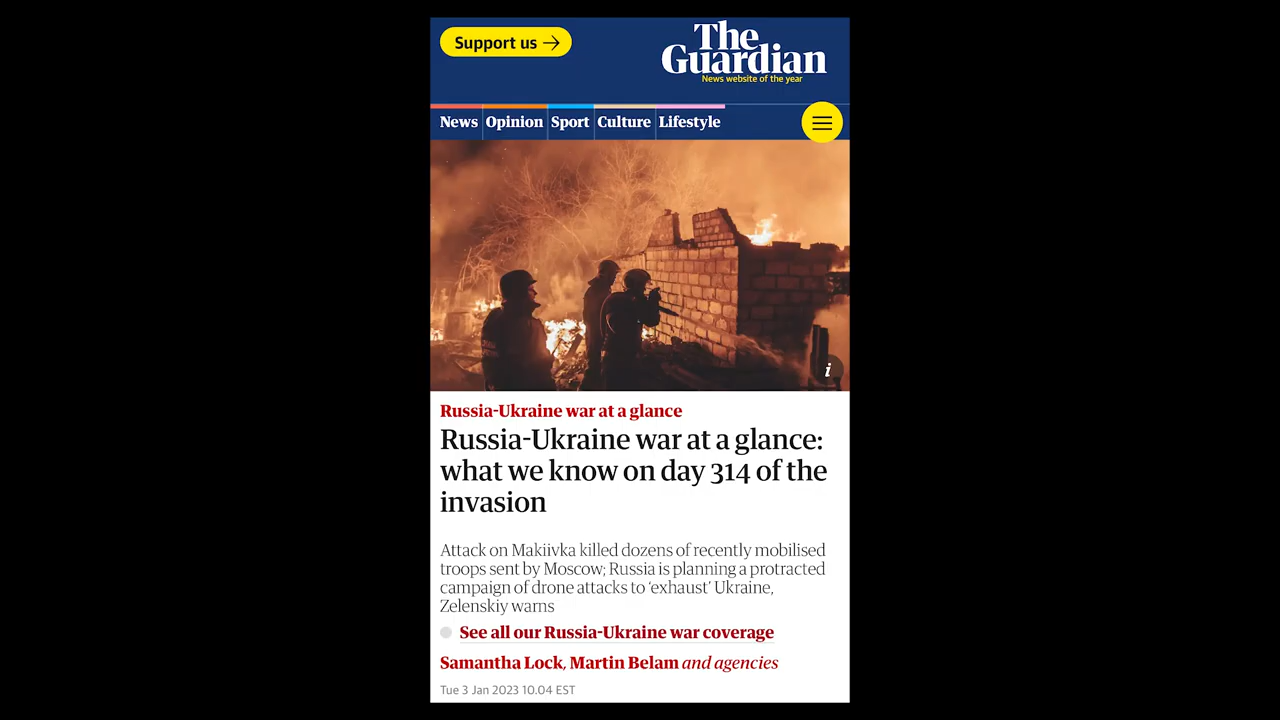 Support us →
The
Guardian
News website of the year
News Opinion Sport Culture Lifestyle
i
Russia-Ukraine war at a glance
Russia-Ukraine war at a glance:
what we know on day 314 of the
invasion
Attack on Makiivka killed dozens of recently mobilised
troops sent by Moscow; Russia is planning a protracted
campaign of drone attacks to ‘exhaust’ Ukraine,
Zelenskiy warns
See all our Russia-Ukraine war coverage
Samantha Lock, Martin Belam and agencies
Tue 3 Jan 2023 10.04 EST